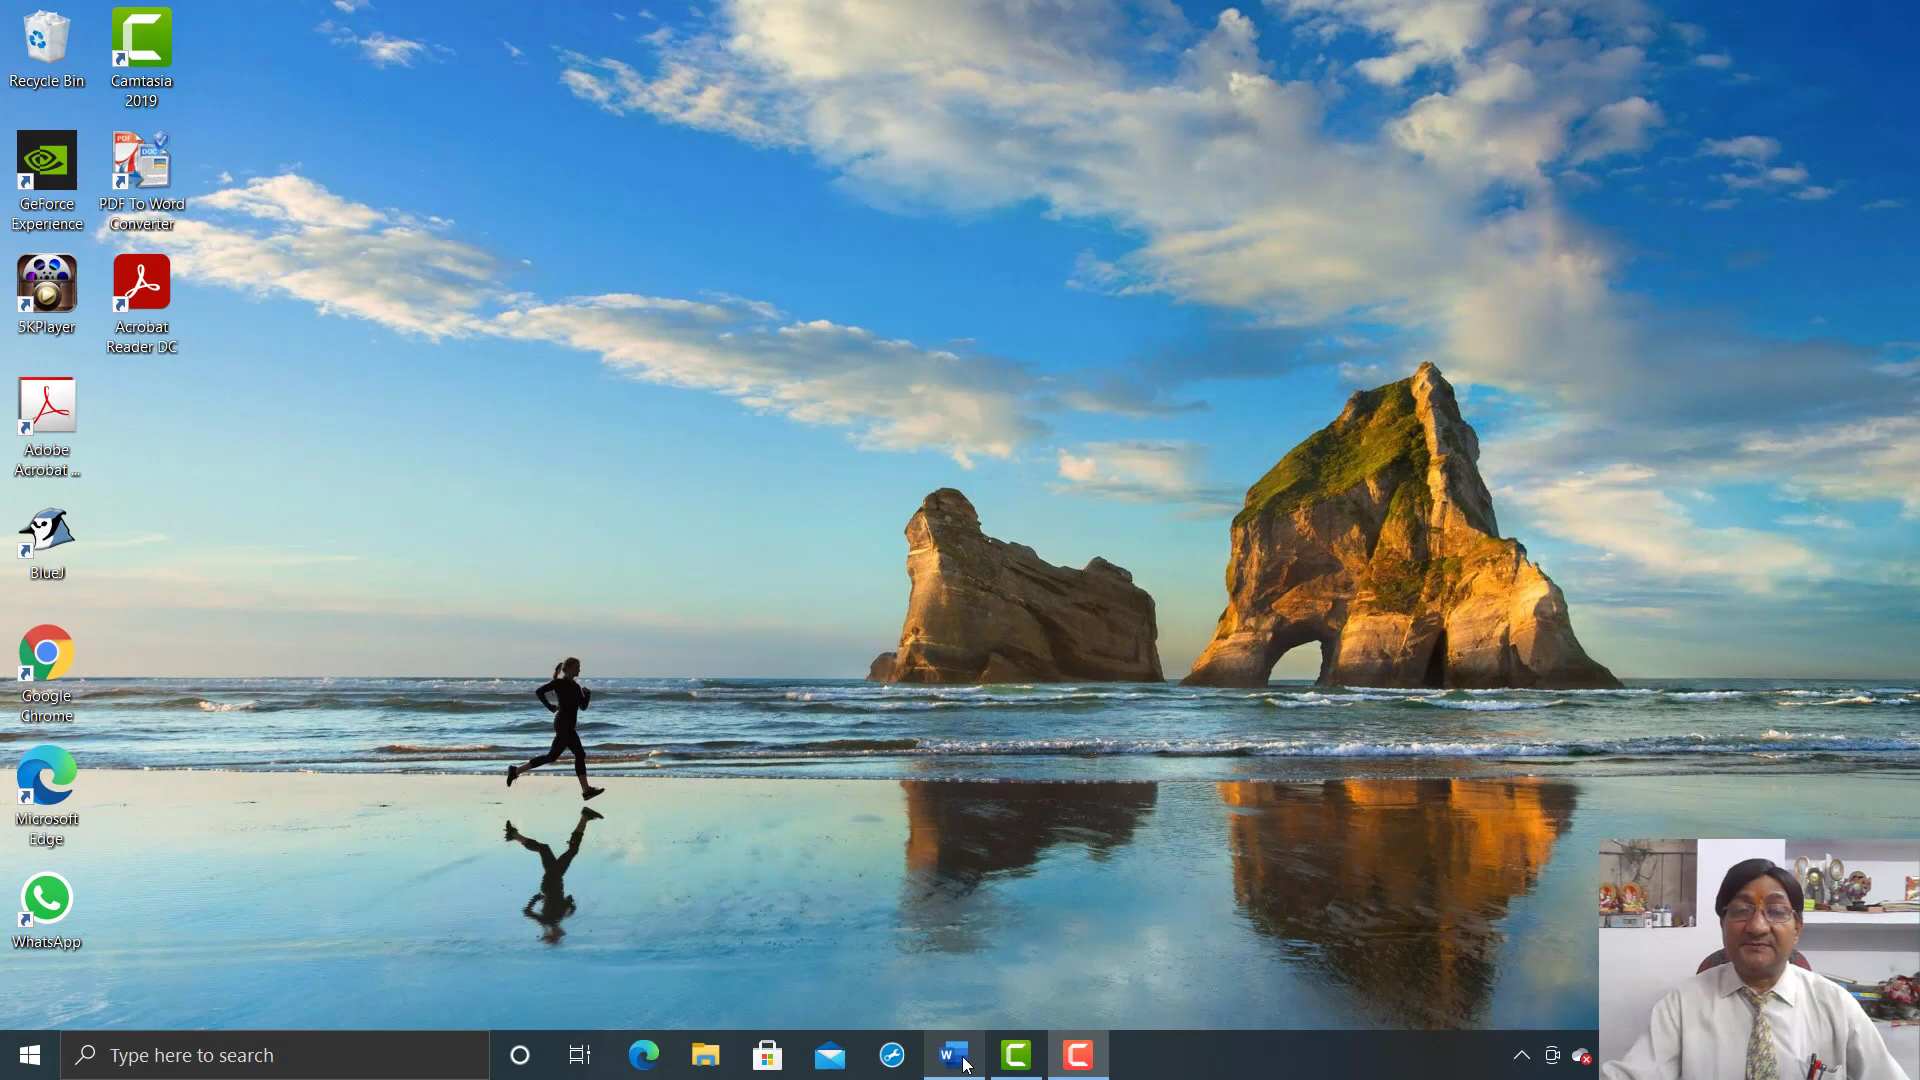 Recycle Bin
Camtasia
2019
GeForce
Experience
PDF To Word
Converter
5KPlayer
Acrobat
Reader DC
Adobe
Acrobat ...
BlueJ
Google
Chrome
Microsoft
Edge
WhatsApp
Type here to search